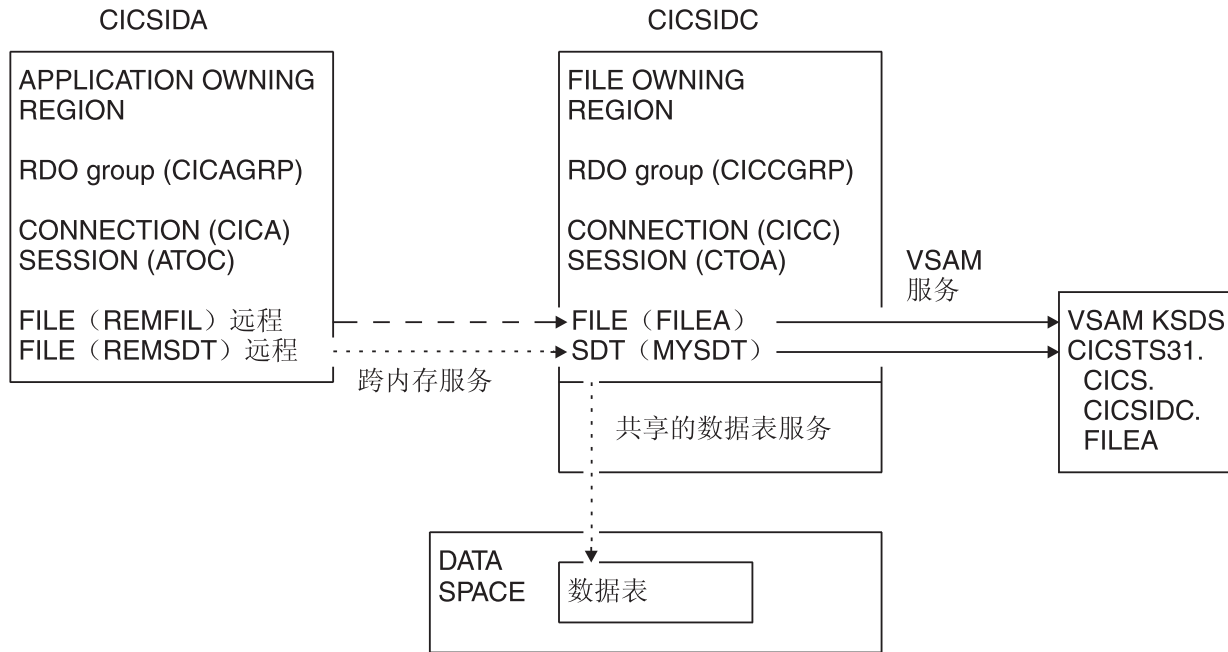 CICSIDA
APPLICATION OWNING
REGION
RDO group (CICAGRP)
CONNECTION (CICA)
SESSION (ATOC)
FILE（REMFIL）远程
FILE（REMSDT）远程
跨内存服务
CICSIDC
FILE OWNING
REGION
RDO group (CICCGRP)
CONNECTION (CICC)
SESSION (CTOA)
FILE（FILEA）
SDT（MYSDT）
共享的数据表服务
VSAM
服务
VSAM KSDS
CICSTS31.
CICS.
CICSIDC.
FILEA
DATA
SPACE
数据表